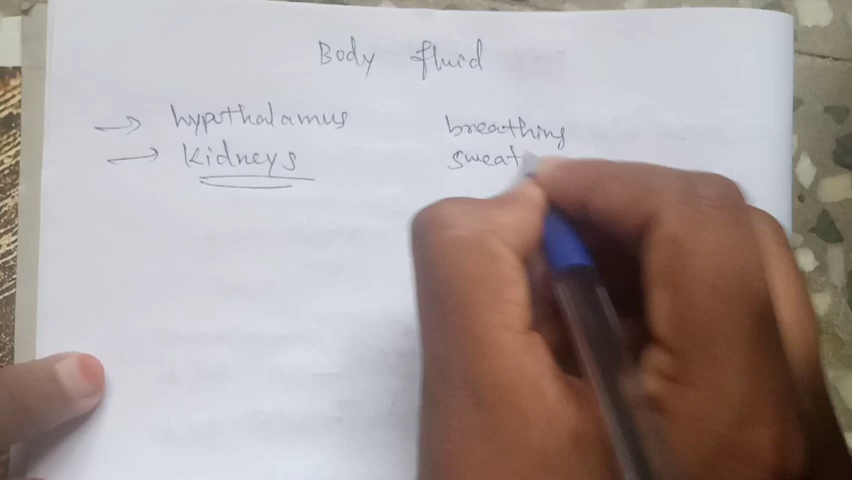 Body fluid
→ hypothalamus breathing
→ Kidneys sweat